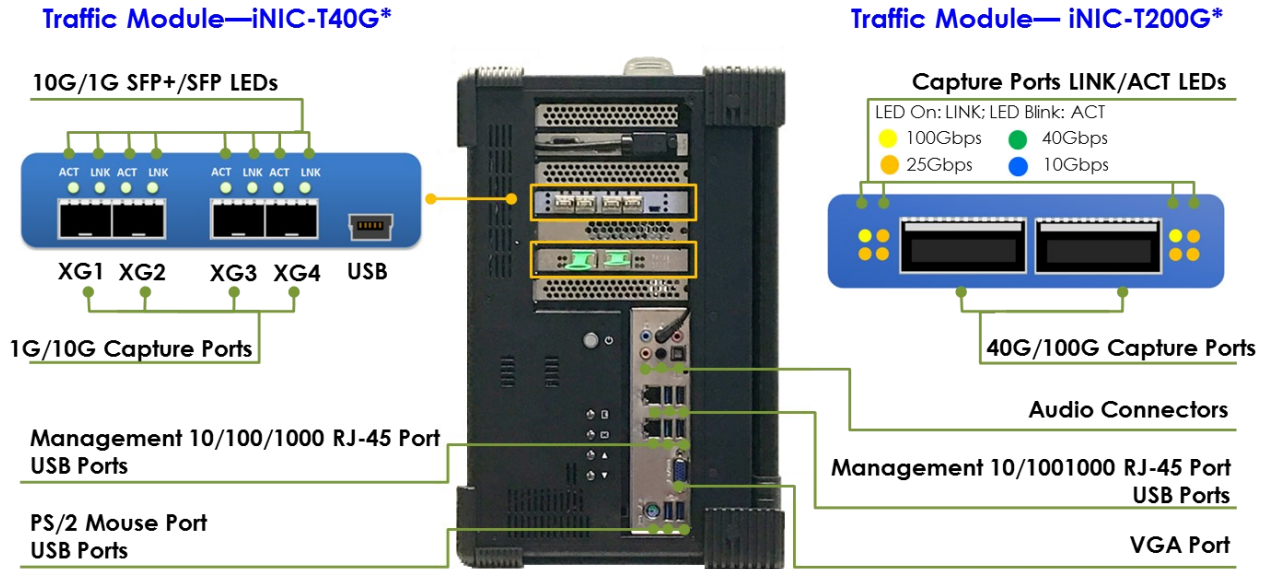 Traffic Module—iNIC-T40G*
Traffic Module— iNIC-T200G*
10G/1G SFP+/SFP LEDs
Capture Ports LINK/ACT LEDs
LED On: LINK; LED Blink: ACT
100Gbps
40Gbps
25Gbps
10Gbps
ACT LNK ACT LNK
ACT LNK ACT LNK
XG1 XG2 XG3 XG4 USB
1G/10G Capture Ports
40G/100G Capture Ports
Audio Connectors
Management 10/100/1000 RJ-45 Port
USB Ports
Management 10/1001000 RJ-45 Port
USB Ports
PS/2 Mouse Port
USB Ports
VGA Port